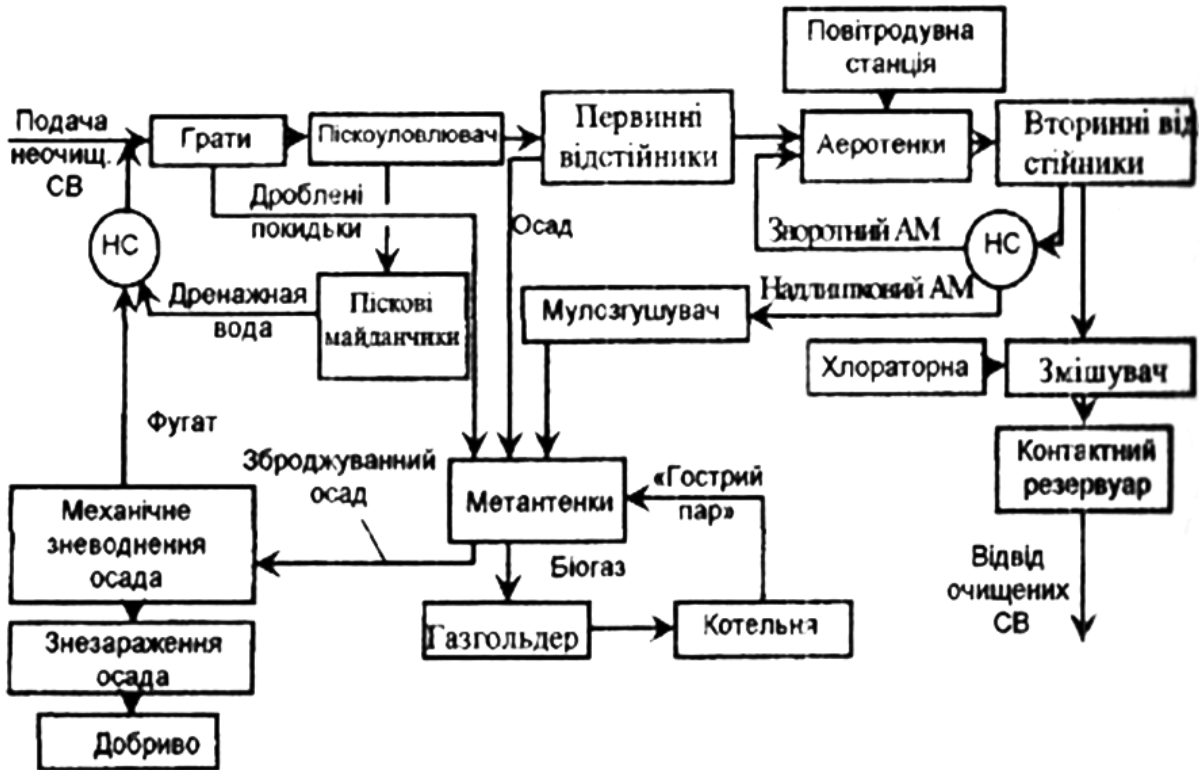 Повітродувна
станція
Подача
неочищ.
СВ
Грати
Піскоуловлювач
Первинні
відстійники
Аеротенки
Вторинні від
стійники
Дроблені
покидьки
Осад
Зворотний АМ
НС
НС
Дренажная
вода
Піскові
майданчики
Надлишковий АМ
Мулозгушувач
Хлораторна
Змішувач
Фугат
Зброджуванний
осад
Метантенки
«Гострий
пар»
Контактний
резервуар
Механічне
зневоднення
осада
Біогаз
Відвід
очищених
СВ
Газгольдер
Котельня
Знезараження
осада
Добриво